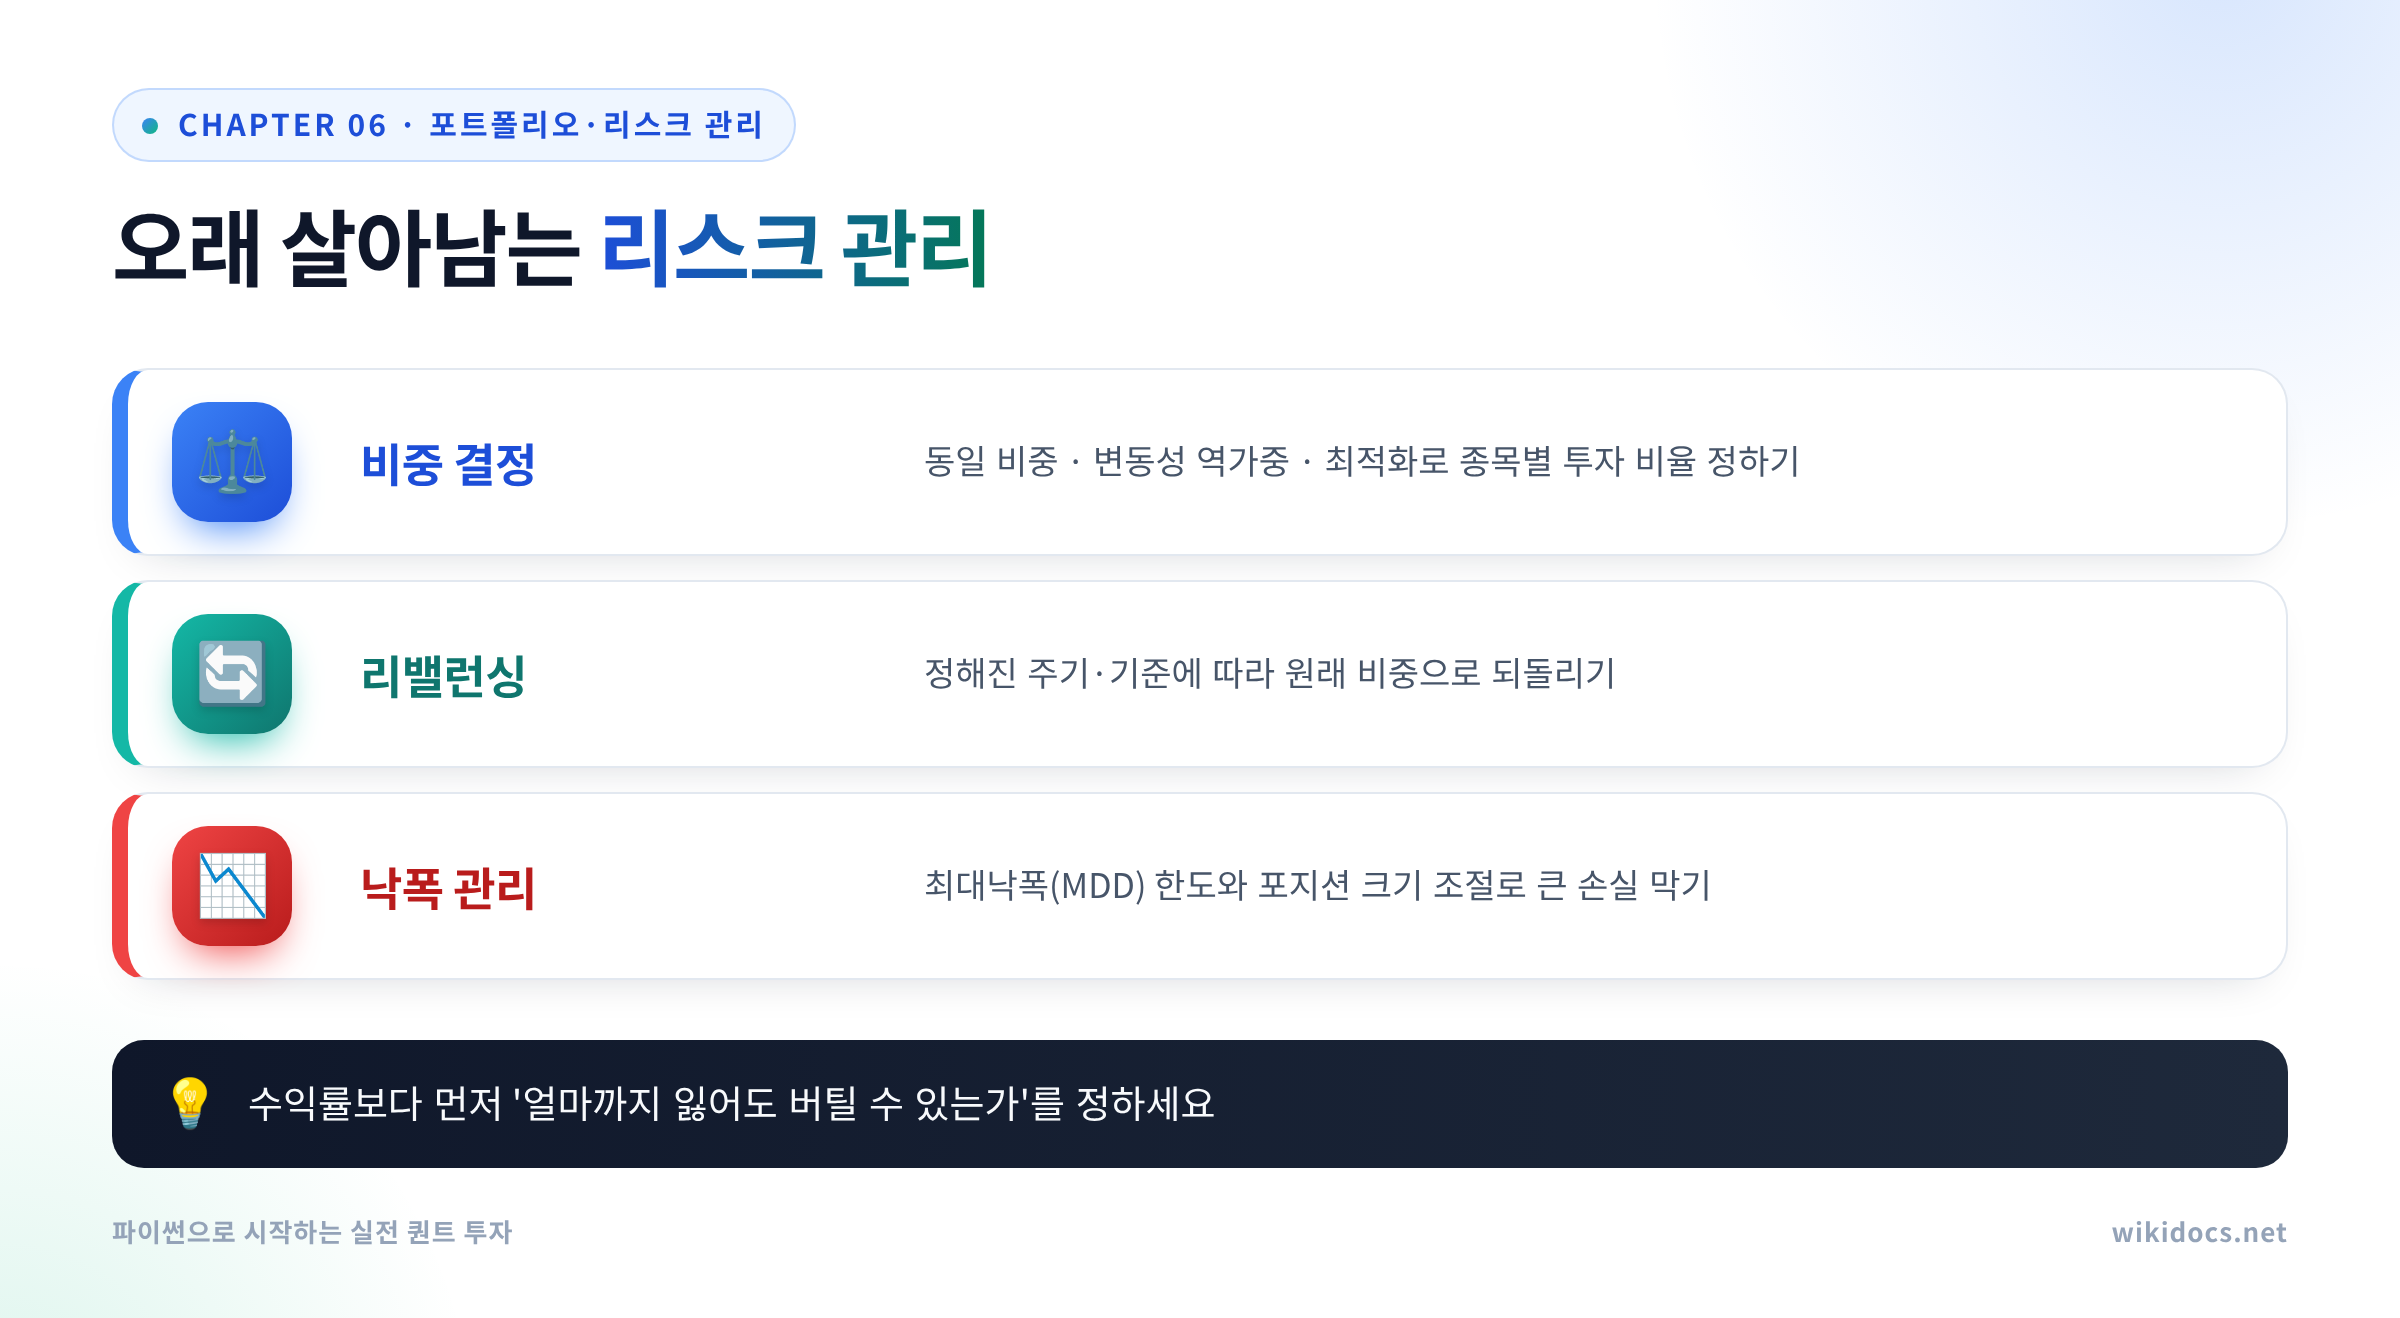 CHAPTER 06 · 포트폴리오·리스크 관리
오래 살아남는 리스크 관리
비중 결정
동일 비중 · 변동성 역가중 · 최적화로 종목별 투자 비율 정하기
리밸런싱
정해진 주기·기준에 따라 원래 비중으로 되돌리기
낙폭 관리
최대낙폭(MDD) 한도와 포지션 크기 조절로 큰 손실 막기
수익률보다 먼저 '얼마까지 잃어도 버틸 수 있는가'를 정하세요
파이썬으로 시작하는 실전 퀀트 투자
wikidocs.net